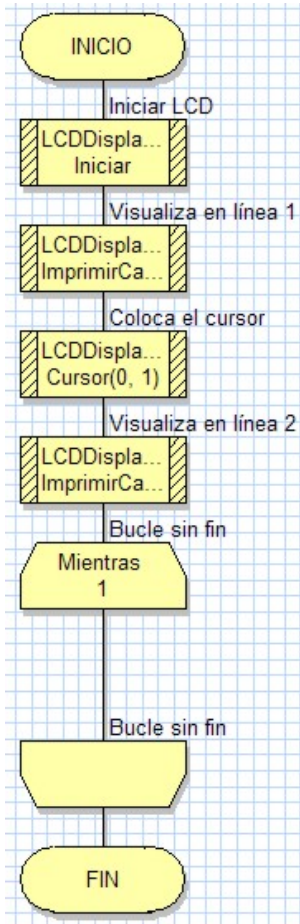 INICIO
Iniciar LCD
LCDDispla...
Iniciar
Visualiza en línea 1
LCDDispla...
ImprimirCa...
Coloca el cursor
LCDDispla...
Cursor(0, 1)
Visualiza en línea 2
LCDDispla...
ImprimirCa...
Bucle sin fin
Mientras
1
Bucle sin fin
FIN